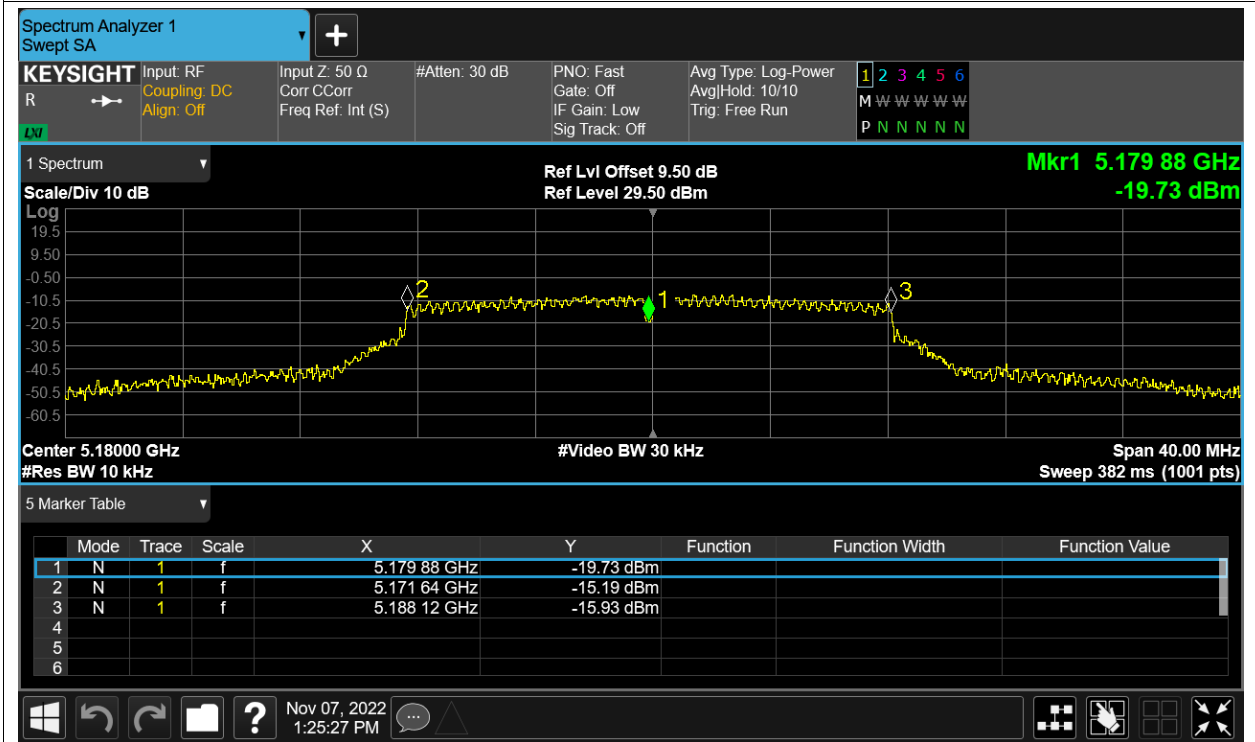 Spectrum Analyzer 1
Swept SA
+
KEYSIGHT Input: RF Input Z: 50 Ω #Atten: 30 dB PNO: Fast Avg Type: Log-Power 1 2 3 4 5 6
R Coupling: DC Corr CCorr Gate: Off Avg|Hold: 10/10 M W W W W W
Align: Off Freq Ref: Int (S) IF Gain: Low Trig: Free Run
LXI Sig Track: Off P N N N N N
1 Spectrum Ref Lvl Offset 9.50 dB Mkr1 5.179 88 GHz
Scale/Div 10 dB Ref Level 29.50 dBm -19.73 dBm
Log
19.5
9.50
-0.50
2 1 3
-10.5
-20.5
-30.5
-40.5
-50.5
-60.5
Center 5.18000 GHz #Video BW 30 kHz Span 40.00 MHz
#Res BW 10 kHz Sweep 382 ms (1001 pts)
5 Marker Table
Mode Trace Scale X Y Function Function Width Function Value
1 N 1 f 5.179 88 GHz -19.73 dBm
2 N 1 f 5.171 64 GHz -15.19 dBm
3 N 1 f 5.188 12 GHz -15.93 dBm
4
5
6
? Nov 07, 2022
1:25:27 PM